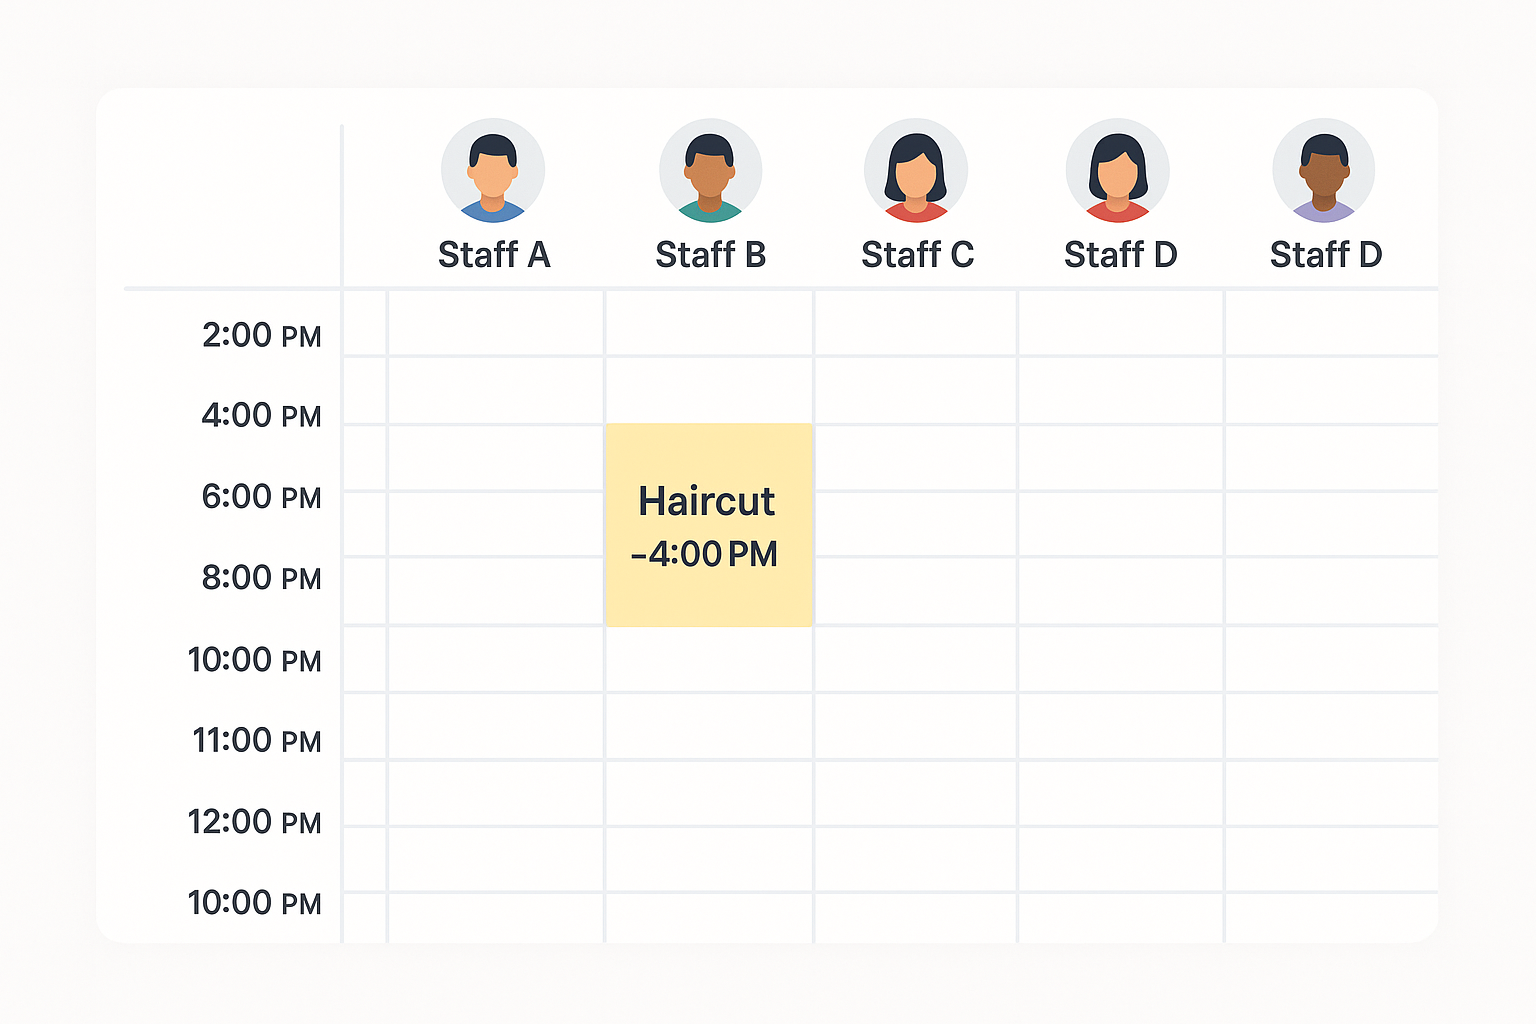 Staff A
Staff B
Staff C
Staff D
Staff D
2:00 PM
4:00 PM
6:00 PM
Haircut
–4:00 PM
8:00 PM
10:00 PM
11:00 PM
12:00 PM
10:00 PM